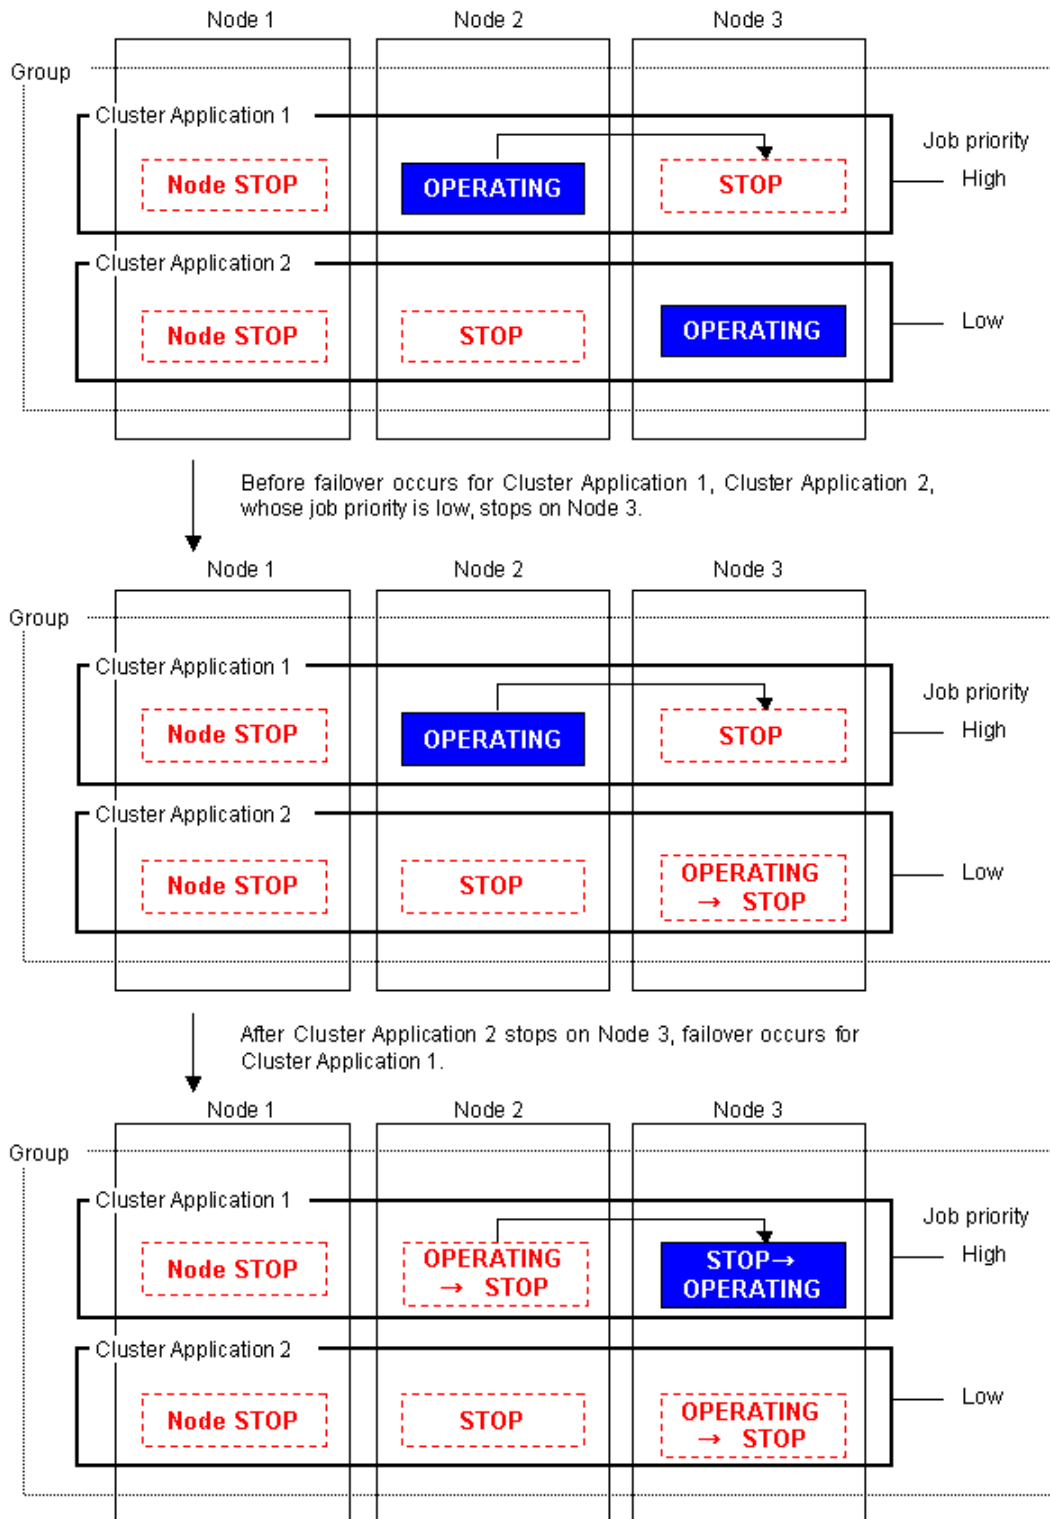 Node 1 Node 2 Node 3
Group
Cluster Application 1
Job priority
Node STOP OPERATING STOP High
Cluster Application 2
Node STOP STOP OPERATING Low
Before failover occurs for Cluster Application 1, Cluster Application 2,
whose job priority is low, stops on Node 3.
Node 1 Node 2 Node 3
Group
Cluster Application 1
Job priority
Node STOP OPERATING STOP High
Cluster Application 2
Node STOP STOP OPERATING Low
→ STOP
After Cluster Application 2 stops on Node 3, failover occurs for
Cluster Application 1.
Node 1 Node 2 Node 3
Group
Cluster Application 1
Job priority
Node STOP OPERATING STOP→ High
→ STOP OPERATING
Cluster Application 2
Node STOP STOP OPERATING Low
→ STOP